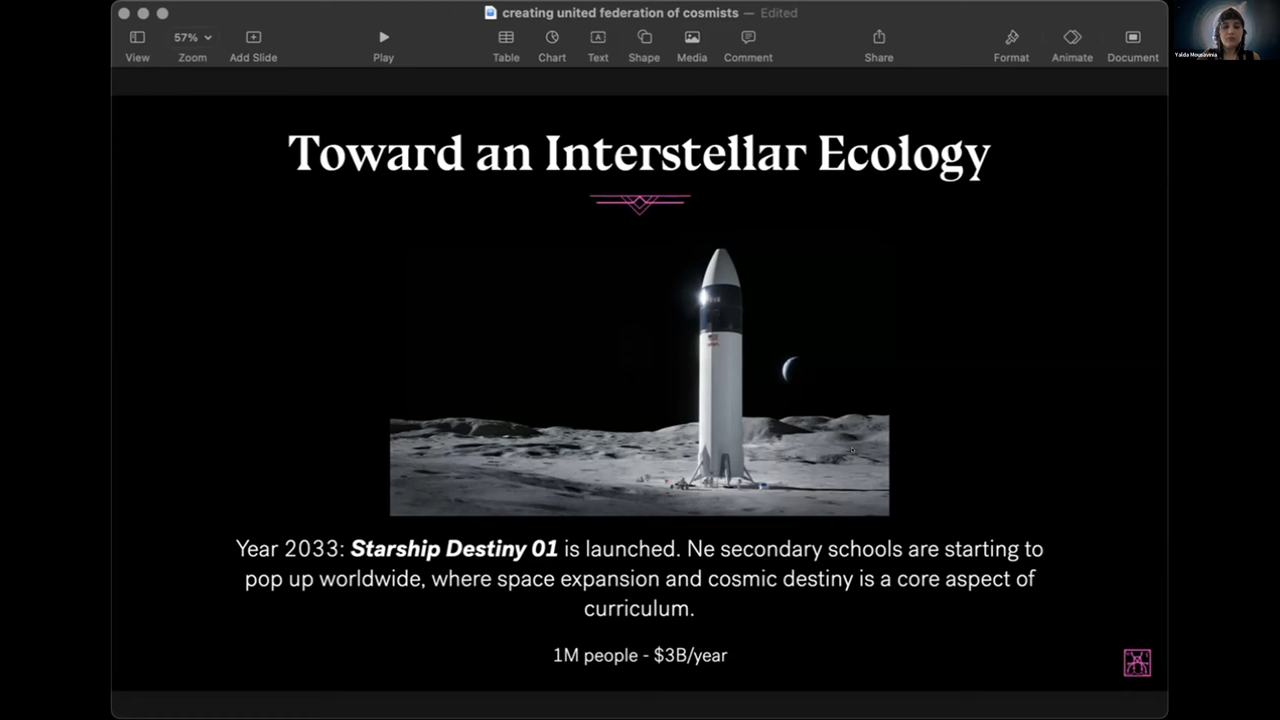 creating united federation of cosmists — Edited
57%
View
Zoom
Add Slide
Play
Table
Chart
Text
Shape
Media
Comment
Share
Format
Animate
Document
Yalda Mousavinia
Toward an Interstellar Ecology
Year 2033: Starship Destiny 01 is launched. Ne secondary schools are starting to
pop up worldwide, where space expansion and cosmic destiny is a core aspect of
curriculum.
1M people - $3B/year